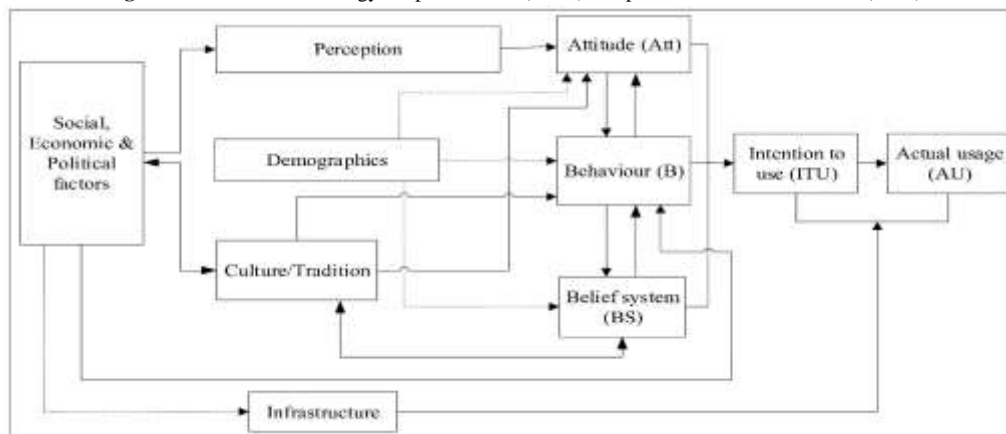 Perception
Attitude (Att)
Social,
Economic &
Political
factors
Demographics
Behaviour (B)
Intention to
use (ITU)
Actual usage
(AU)
Culture/Tradition
Belief system
(BS)
Infrastructure